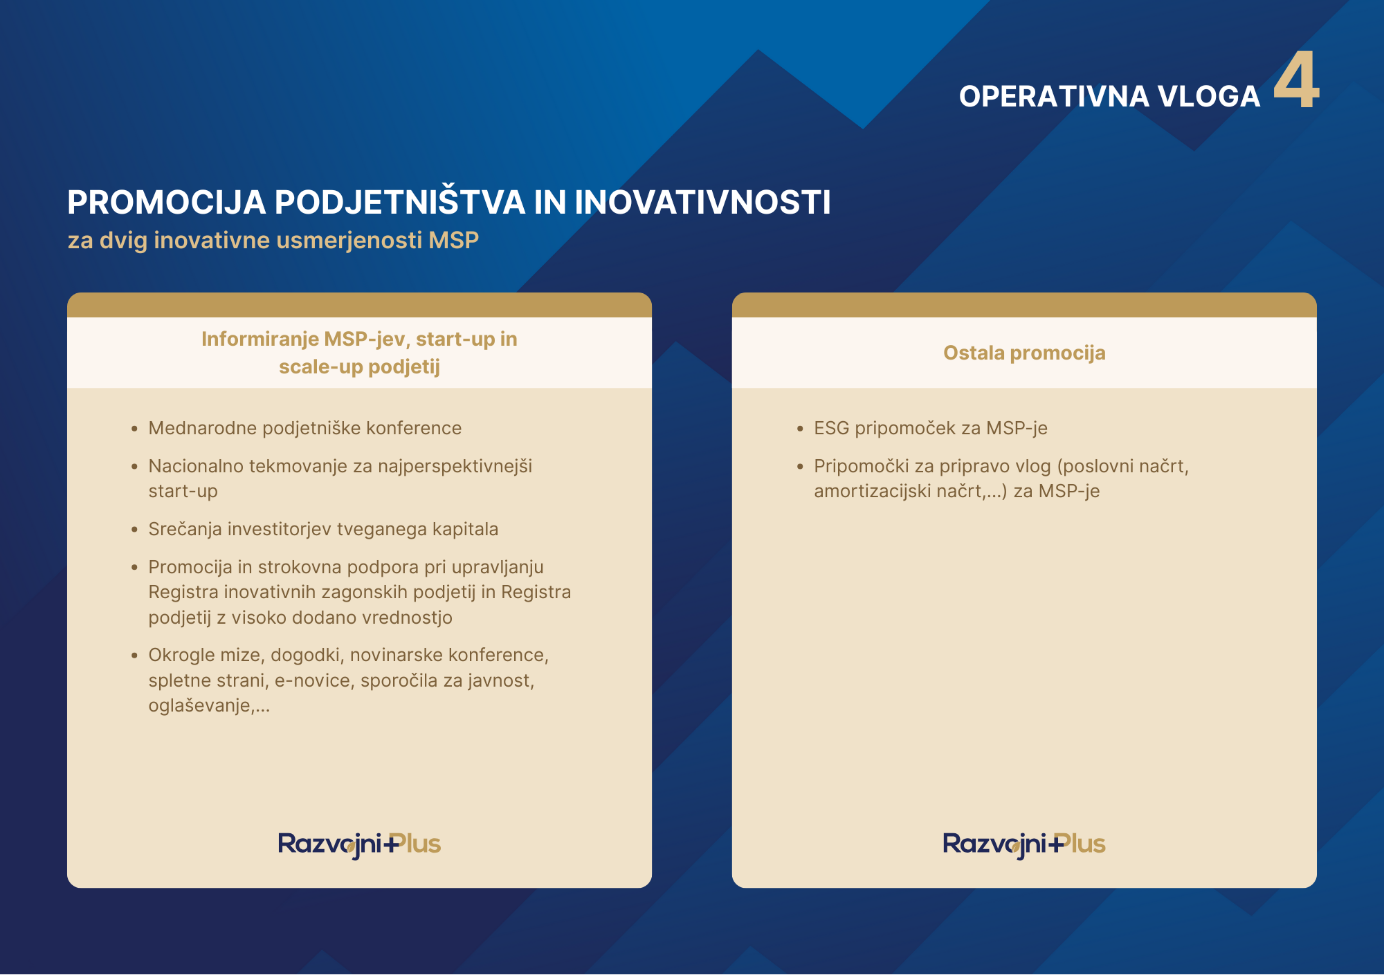 OPERATIVNA VLOGA 4
PROMOCIJA PODJETNIŠTVA IN INOVATIVNOSTI
za dvig inovativne usmerjenosti MSP
Informiranje MSP-jev, start-up in
scale-up podjetij
• Mednarodne podjetniške konference
• Nacionalno tekmovanje za najperspektivnejši
start-up
• Srečanja investitorjev tveganega kapitala
• Promocija in strokovna podpora pri upravljanju
Registra inovativnih zagonskih podjetij in Registra
podjetij z visoko dodano vrednostjo
• Okrogle mize, dogodki, novinarske konference,
spletne strani, e-novice, sporočila za javnost,
oglaševanje,...
Razvojni+Plus
Ostala promocija
• ESG pripomoček za MSP-je
• Pripomočki za pripravo vlog (poslovni načrt,
amortizacijski načrt,...) za MSP-je
Razvojni+Plus